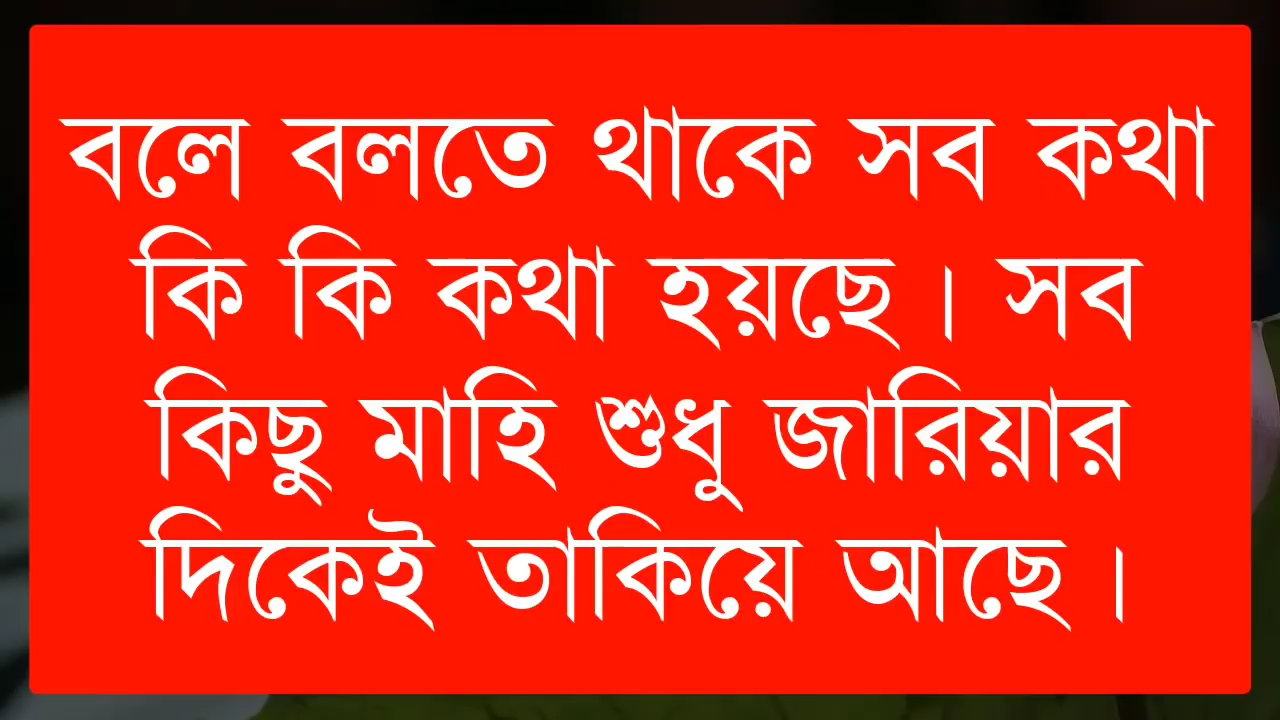 বলে বলতে থাকে সব কথা
কি কি কথা হয়ছে। সব
কিছু মাহি শুধু জারিয়ার
দিকেই তাকিয়ে আছে।